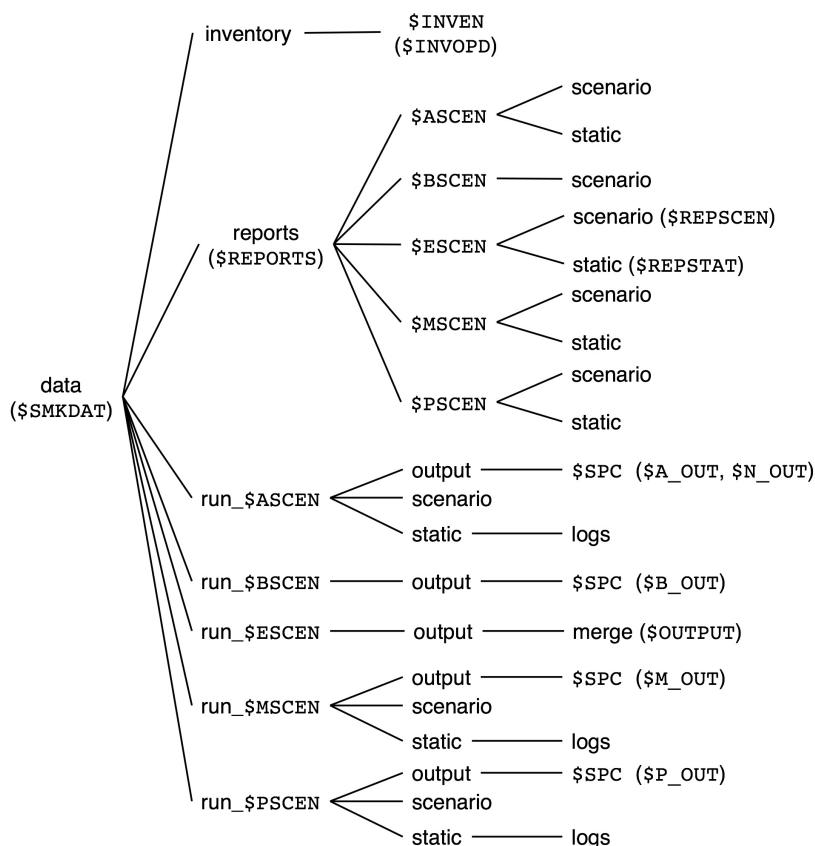 inventory
$INVEN
($INVOPD)
scenario
$ASCEN
static
$BSCEN
scenario
scenario ($REPSCEN)
reports
($REPORTS)
$ESCEN
static ($REPSTAT)
scenario
$MSCEN
static
scenario
data
($SMKDAT)
$PSCEN
static
output
$SPC ($A_OUT, $N_OUT)
run_$ASCEN
scenario
static
logs
run_$BSCEN
output
$SPC ($B_OUT)
run_$ESCEN
output
merge ($OUTPUT)
output
$SPC ($M_OUT)
run_$MSCEN
scenario
static
logs
output
$SPC ($P_OUT)
run_$PSCEN
scenario
static
logs